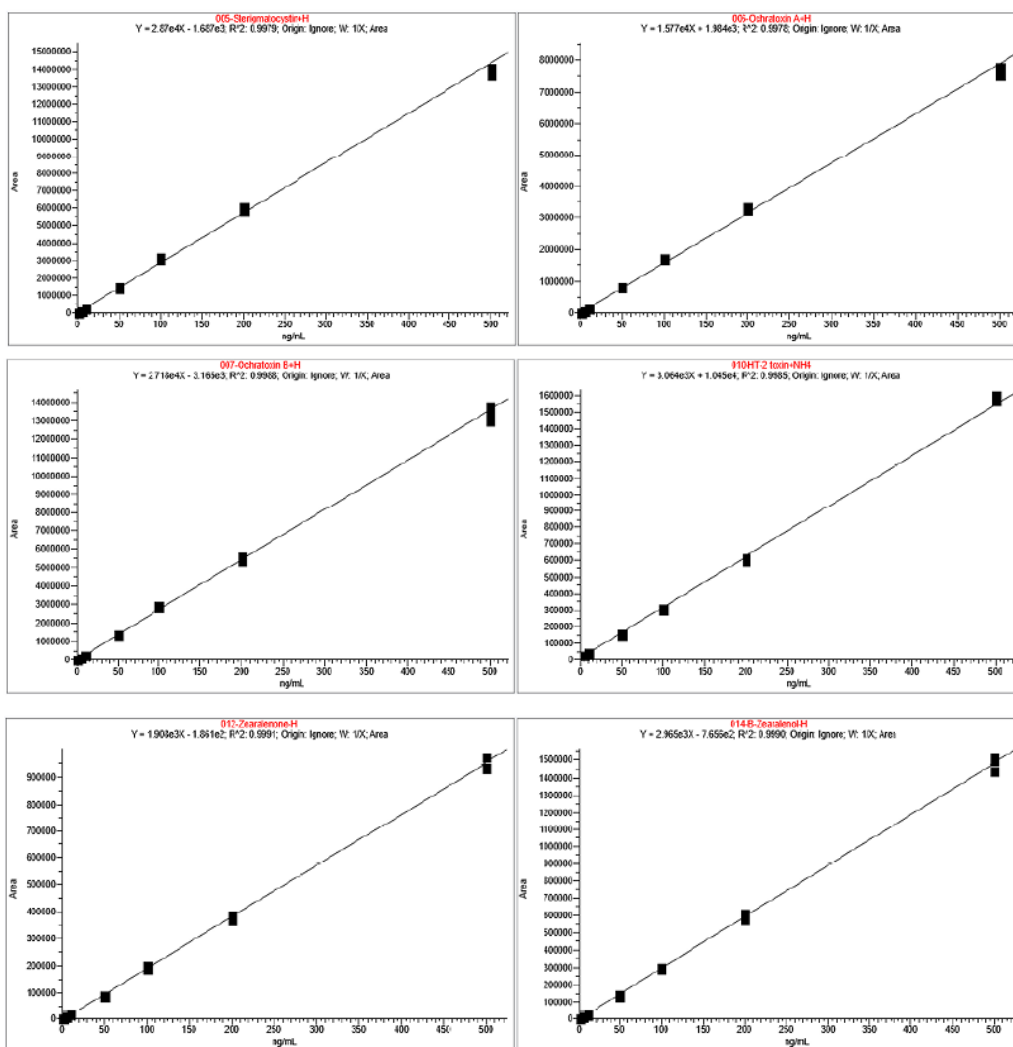 005-Sterigmatocystin+H
Y = 2.87e4X - 1.687e3; R^2: 0.9979; Origin: Ignore; W: 1/X; Area
15000000
14000000
13000000
12000000
11000000
10000000
9000000
8000000
7000000
6000000
5000000
4000000
3000000
2000000
1000000
0
Area
0 50 100 150 200 250 300 350 400 450 500
ng/mL
006-Ochratoxin A+H
Y = 1.577e4X + 1.984e3; R^2: 0.9978; Origin: Ignore; W: 1/X; Area
8000000
7000000
6000000
5000000
4000000
3000000
2000000
1000000
0
Area
0 50 100 150 200 250 300 350 400 450 500
ng/mL
007-Ochratoxin B+H
Y = 2.718e4X - 3.165e3; R^2: 0.9988; Origin: Ignore; W: 1/X; Area
14000000
13000000
12000000
11000000
10000000
9000000
8000000
7000000
6000000
5000000
4000000
3000000
2000000
1000000
0
Area
0 50 100 150 200 250 300 350 400 450 500
ng/mL
010-HT-2 toxin+NH4
Y = 3.064e3X + 1.045e4; R^2: 0.9985; Origin: Ignore; W: 1/X; Area
1600000
1500000
1400000
1300000
1200000
1100000
1000000
900000
800000
700000
600000
500000
400000
300000
200000
100000
0
Area
0 50 100 150 200 250 300 350 400 450 500
ng/mL
012-Zearalenone-H
Y = 1.908e3X - 1.861e2; R^2: 0.9991; Origin: Ignore; W: 1/X; Area
900000
800000
700000
600000
500000
400000
300000
200000
100000
0
Area
0 50 100 150 200 250 300 350 400 450 500
ng/mL
014-B-Zearalenol-H
Y = 2.965e3X - 7.655e2; R^2: 0.9990; Origin: Ignore; W: 1/X; Area
1500000
1400000
1300000
1200000
1100000
1000000
900000
800000
700000
600000
500000
400000
300000
200000
100000
0
Area
0 50 100 150 200 250 300 350 400 450 500
ng/mL